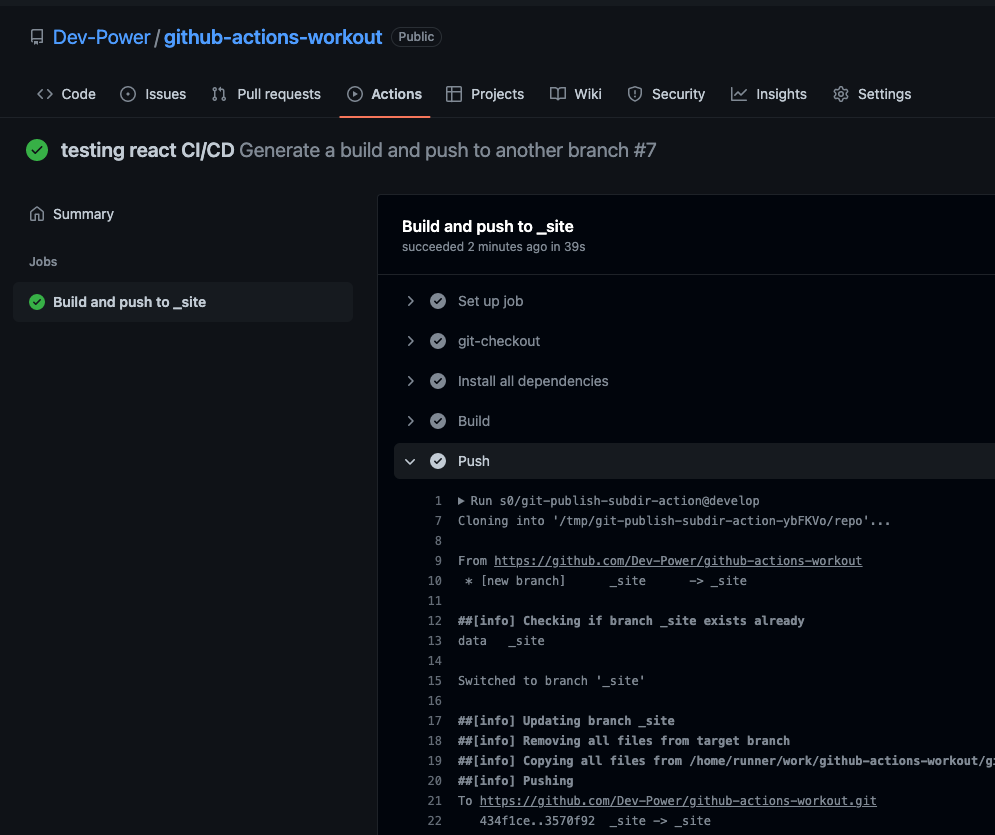 Dev-Power / github-actions-workout Public
Code Issues Pull requests Actions Projects Wiki Security Insights Settings
testing react CI/CD Generate a build and push to another branch #7
Summary
Jobs
Build and push to _site
Build and push to _site
succeeded 2 minutes ago in 39s
Set up job
git-checkout
Install all dependencies
Build
Push
1 ▶ Run s0/git-publish-subdir-action@develop
7 Cloning into '/tmp/git-publish-subdir-action-ybFKVo/repo'...
8
9 From https://github.com/Dev-Power/github-actions-workout
10 * [new branch] _site -> _site
11
12 ##[info] Checking if branch _site exists already
13 data _site
14
15 Switched to branch '_site'
16
17 ##[info] Updating branch _site
18 ##[info] Removing all files from target branch
19 ##[info] Copying all files from /home/runner/work/github-actions-workout/gi
20 ##[info] Pushing
21 To https://github.com/Dev-Power/github-actions-workout.git
22 434f1ce..3570f92 _site -> _site